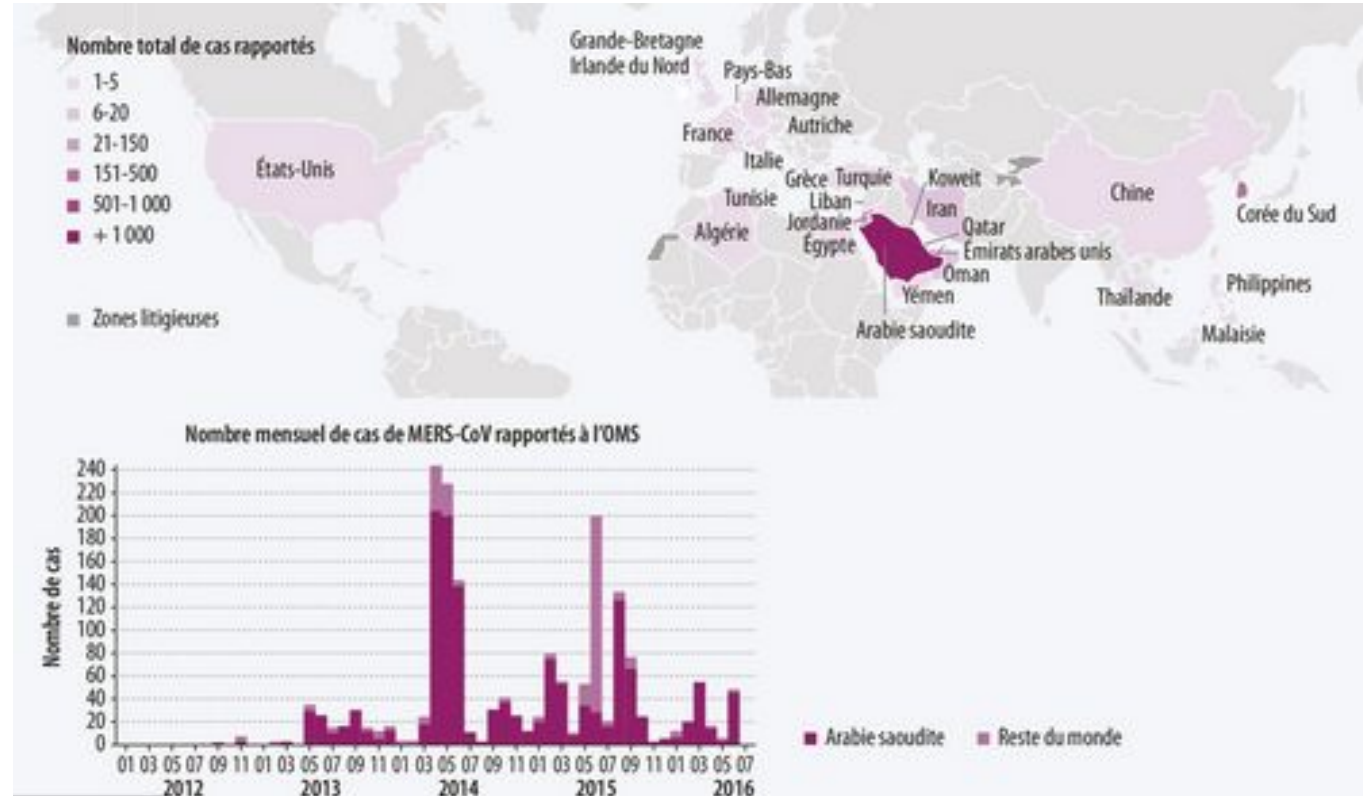 Nombre total de cas rapportés
1-5
6-20
21-150
151-500
501-1 000
+ 1 000
Zones litigieuses
États-Unis
Grande-Bretagne
Irlande du Nord
Pays-Bas
Allemagne
France
Autriche
Italie
Grèce
Turquie
Koweit
Tunisie
Liban
Iran
Chine
Corée du Sud
Algérie
Jordanie
Qatar
Égypte
Émirats arabes unis
Oman
Yémen
Thaïlande
Philippines
Arabie saoudite
Malaisie
Nombre mensuel de cas de MERS-CoV rapportés à l'OMS
Nombre de cas
240
220
200
180
160
140
120
100
80
60
40
20
0
01 03 05 07 09 11 01 03 05 07 09 11 01 03 05 07 09 11 01 03 05 07 09 11 01 03 05 07
2012 2013 2014 2015 2016
Arabie saoudite
Reste du monde